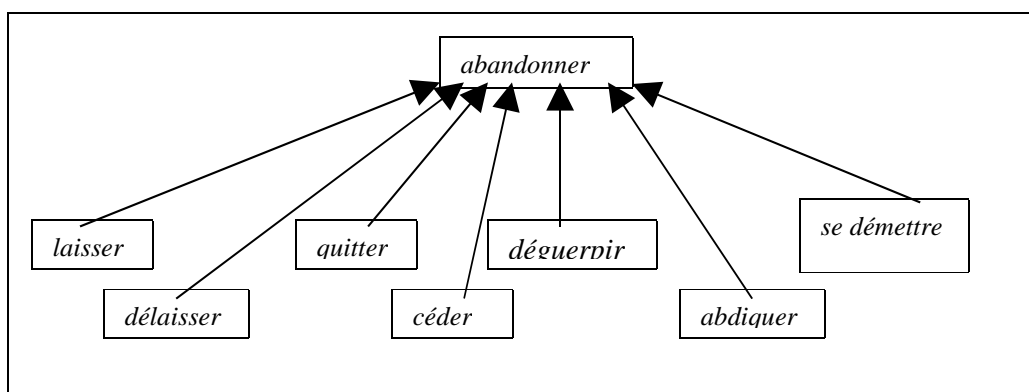 abandonner
laisser
quitter
déguerpir
se démettre
délaisser
céder
abdiquer